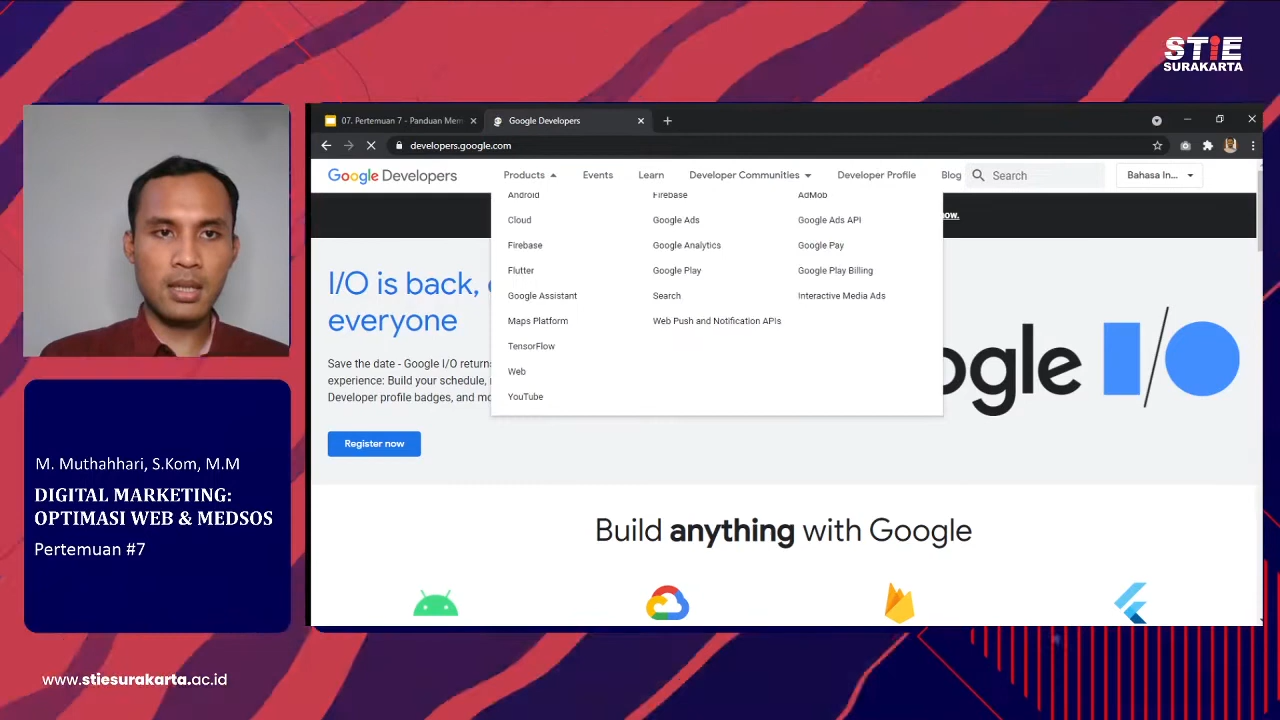 STiE
SURAKARTA
07. Pertemuan 7 - Panduan Mem
Google Developers
developers.google.com
Google Developers
Products
Events
Learn
Developer Communities
Developer Profile
Blog
Search
Bahasa In...
Android
Firebase
AdMob
now.
Cloud
Google Ads
Google Ads API
Firebase
Google Analytics
Google Pay
Flutter
Google Play
Google Play Billing
Google Assistant
Search
Interactive Media Ads
Maps Platform
Web Push and Notification APIs
TensorFlow
Web
YouTube
I/O is back,
everyone
Save the date - Google I/O returns
experience: Build your schedule,
Developer profile badges, and mo
Register now
ogle I/O
Build anything with Google
M. Muthahhari, S.Kom, M.M
DIGITAL MARKETING:
OPTIMASI WEB & MEDSOS
Pertemuan #7
www.stiesurakarta.ac.id